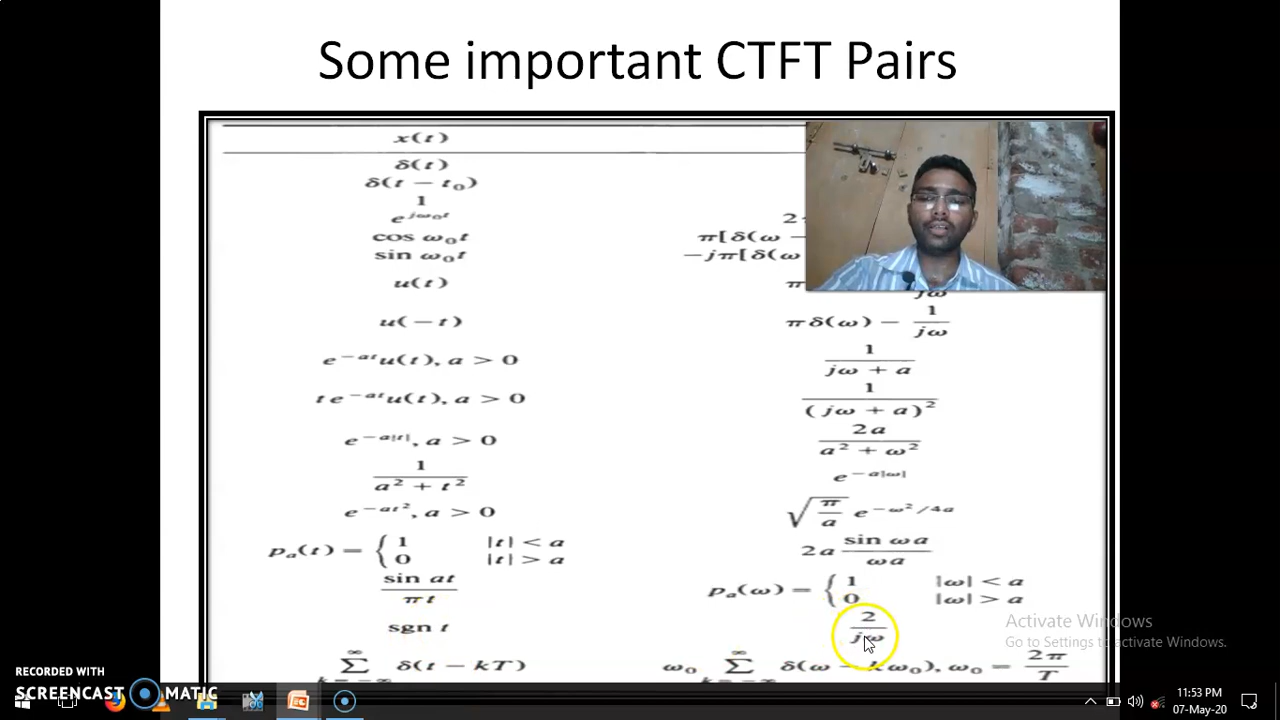 Some important CTFT Pairs
x(t)
δ(t)
δ(t − t₀)
1
e^{jω₀t} 2
cos ω₀t π[δ(ω −
sin ω₀t −jπ[δ(ω
u(t) π jω
u(−t) πδ(ω) − 1/jω
e^{−at}u(t), a > 0 1/(jω + a)
te^{−at}u(t), a > 0 1/(jω + a)²
e^{−a|t|}, a > 0 2a/(a² + ω²)
1/(a² + t²) e^{−a|ω|}
e^{−at²}, a > 0 √(π/a) e^{−ω²/4a}
pₐ(t) = { 1 |t| < a 0 |t| > a 2a sin ωa/ωa
sin at/πt pₐ(ω) = { 1 |ω| < a 0 |ω| > a
sgn t 2/jω
∑_{k=−∞}^{∞} δ(t − kT) ω₀ ∑_{k=−∞}^{∞} δ(ω − kω₀), ω₀ = 2π/T
Activate Windows
Go to Settings to activate Windows.
RECORDED WITH
SCREENCAST MATIC
11:53 PM
07-May-20